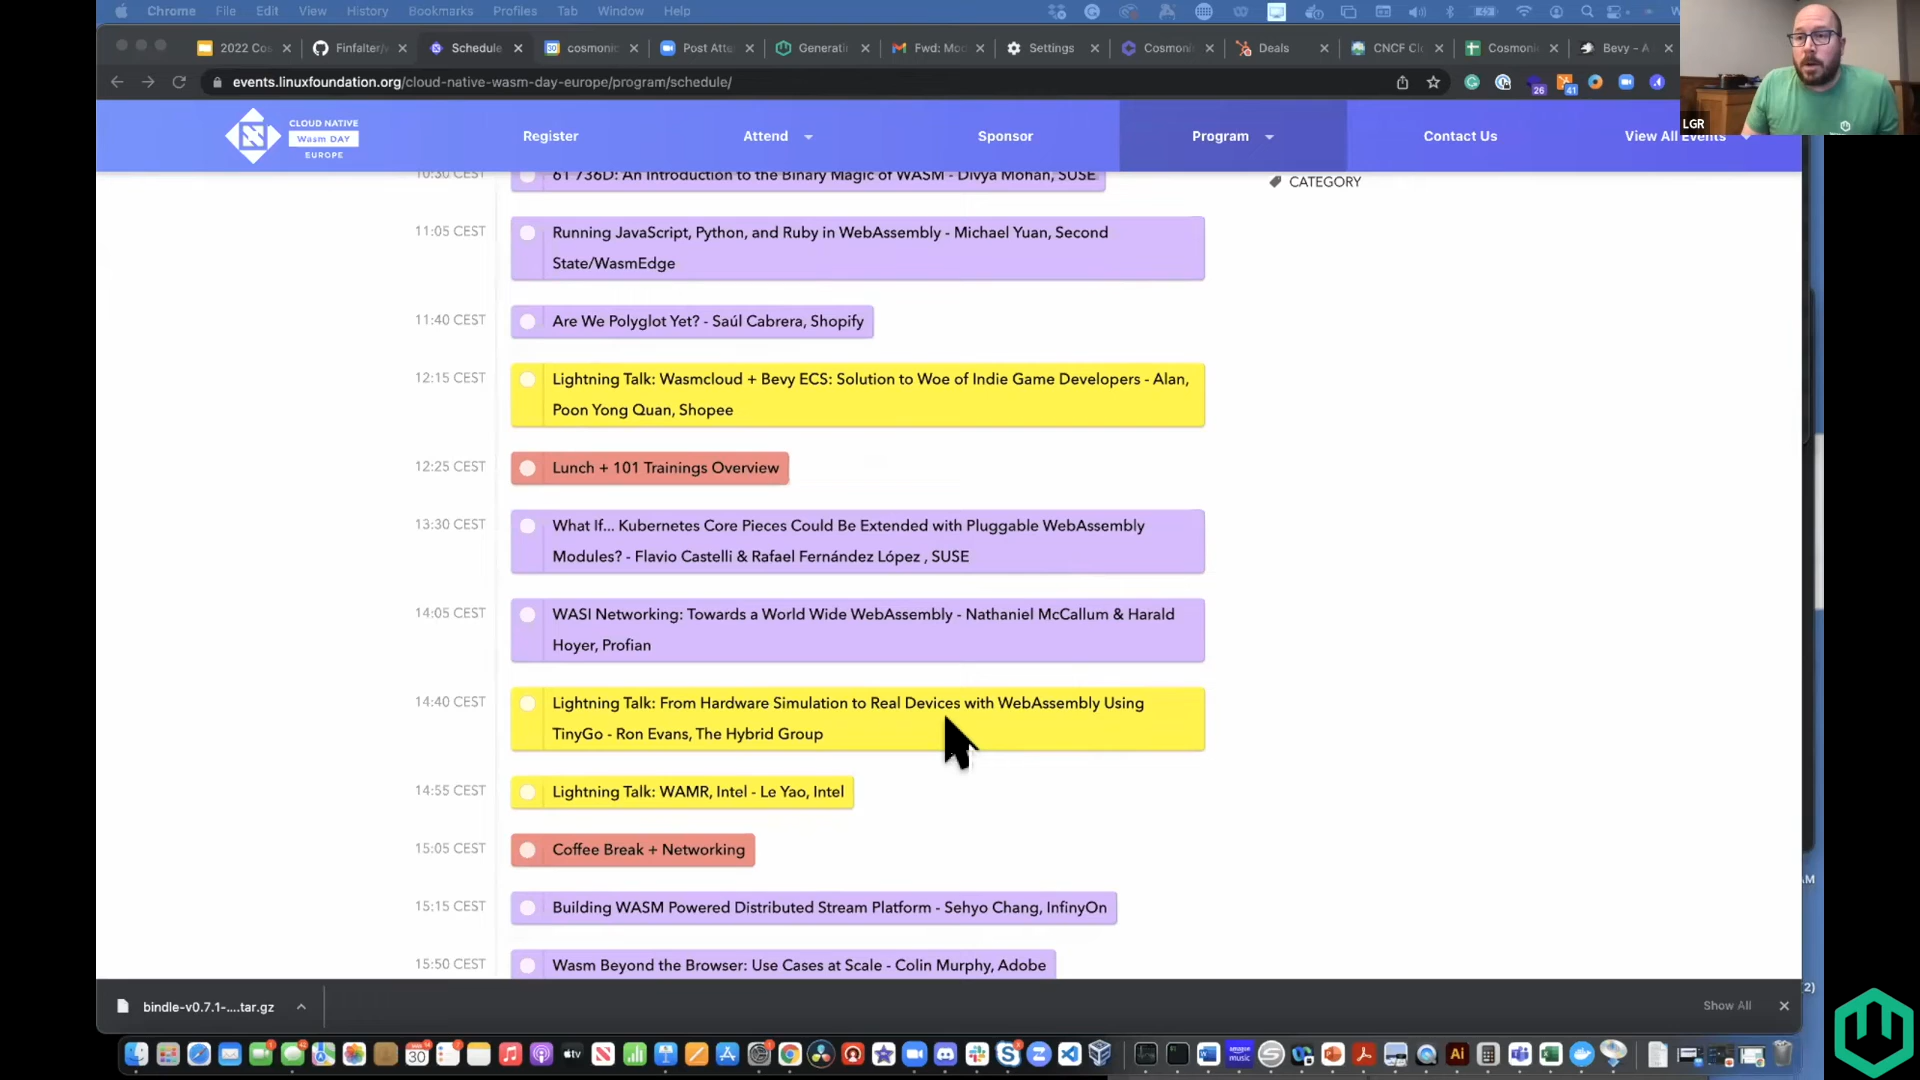 Chrome File Edit View History Bookmarks Profiles Tab Window Help
2022 Cos Finfalter/ Schedule cosmonic Post Atte Generati Fwd: Mo Settings Cosmoni Deals CNCF Cl Cosmoni Bevy - A
events.linuxfoundation.org/cloud-native-wasm-day-europe/program/schedule/
26 41
LGR
CLOUD NATIVE
Wasm DAY
EUROPE
Register Attend Sponsor Program Contact Us View All Events
10:30 CEST 61 736D: An Introduction to the Binary Magic of WASM - Divya Mohan, SUSE
CATEGORY
11:05 CEST Running JavaScript, Python, and Ruby in WebAssembly - Michael Yuan, Second
State/WasmEdge
11:40 CEST Are We Polyglot Yet? - Saúl Cabrera, Shopify
12:15 CEST Lightning Talk: Wasmcloud + Bevy ECS: Solution to Woe of Indie Game Developers - Alan,
Poon Yong Quan, Shopee
12:25 CEST Lunch + 101 Trainings Overview
13:30 CEST What If... Kubernetes Core Pieces Could Be Extended with Pluggable WebAssembly
Modules? - Flavio Castelli & Rafael Fernández López , SUSE
14:05 CEST WASI Networking: Towards a World Wide WebAssembly - Nathaniel McCallum & Harald
Hoyer, Profian
14:40 CEST Lightning Talk: From Hardware Simulation to Real Devices with WebAssembly Using
TinyGo - Ron Evans, The Hybrid Group
14:55 CEST Lightning Talk: WAMR, Intel - Le Yao, Intel
15:05 CEST Coffee Break + Networking
15:15 CEST Building WASM Powered Distributed Stream Platform - Sehyo Chang, InfinyOn
15:50 CEST Wasm Beyond the Browser: Use Cases at Scale - Colin Murphy, Adobe
bindle-v0.7.1-....tar.gz
Show All